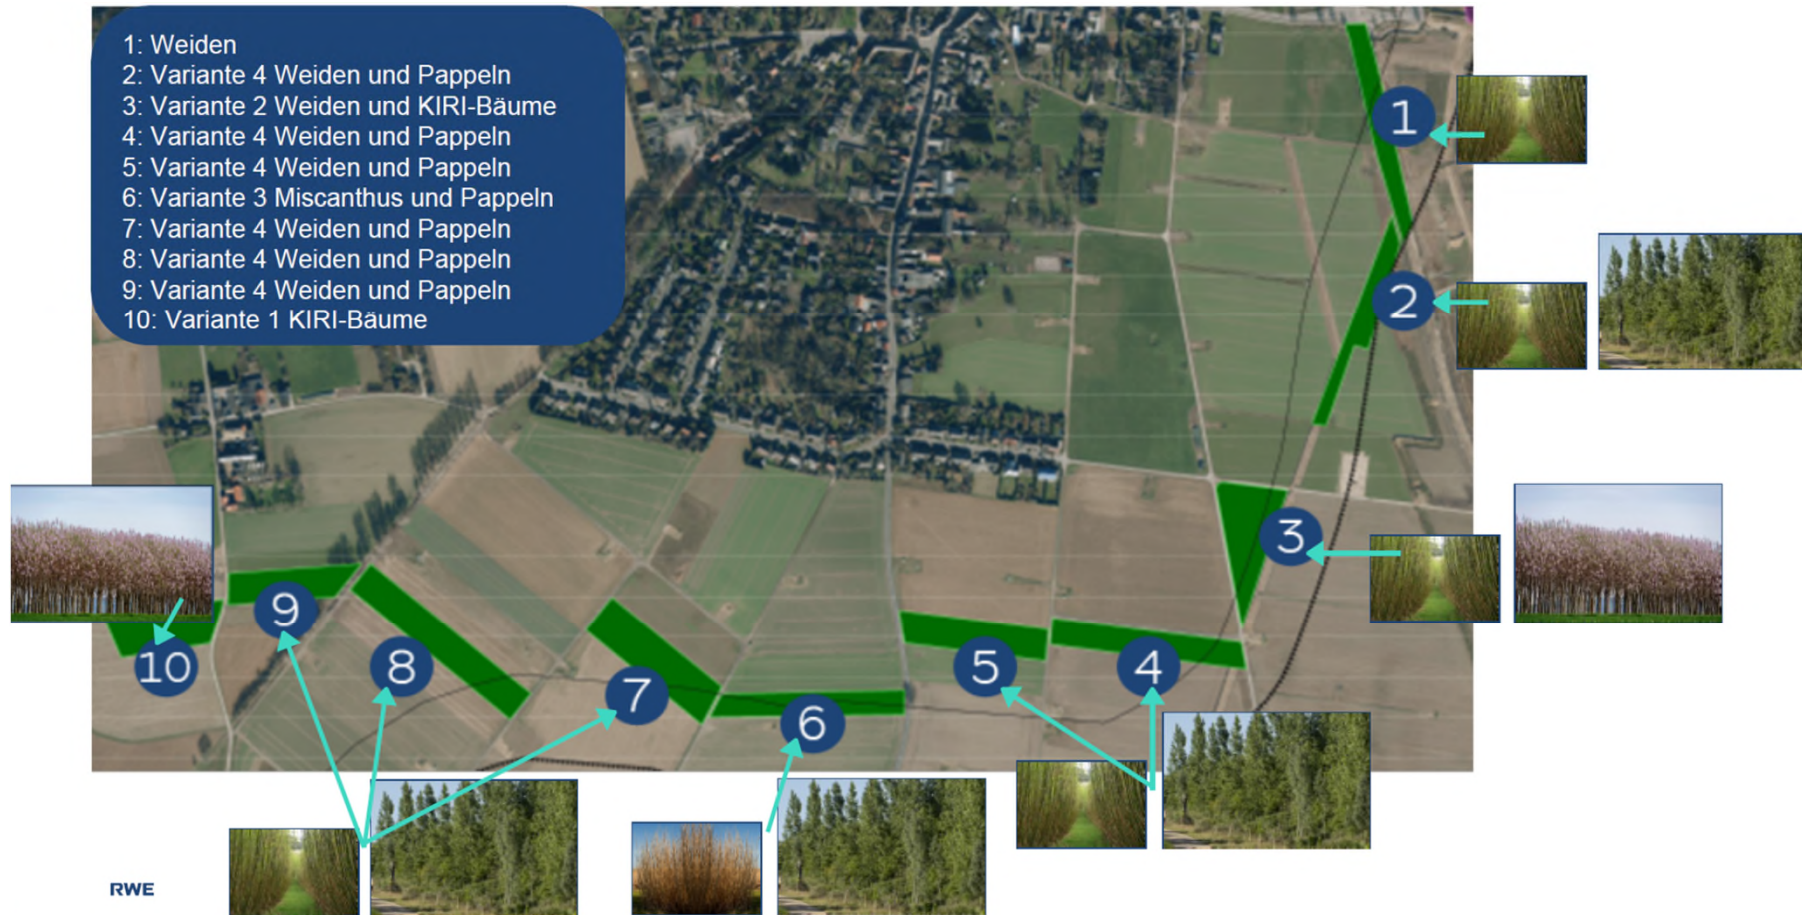 1: Weiden
2: Variante 4 Weiden und Pappeln
3: Variante 2 Weiden und KIRI-Bäume
4: Variante 4 Weiden und Pappeln
5: Variante 4 Weiden und Pappeln
6: Variante 3 Miscanthus und Pappeln
7: Variante 4 Weiden und Pappeln
8: Variante 4 Weiden und Pappeln
9: Variante 4 Weiden und Pappeln
10: Variante 1 KIRI-Bäume
1
2
3
4
5
6
7
8
9
10
RWE